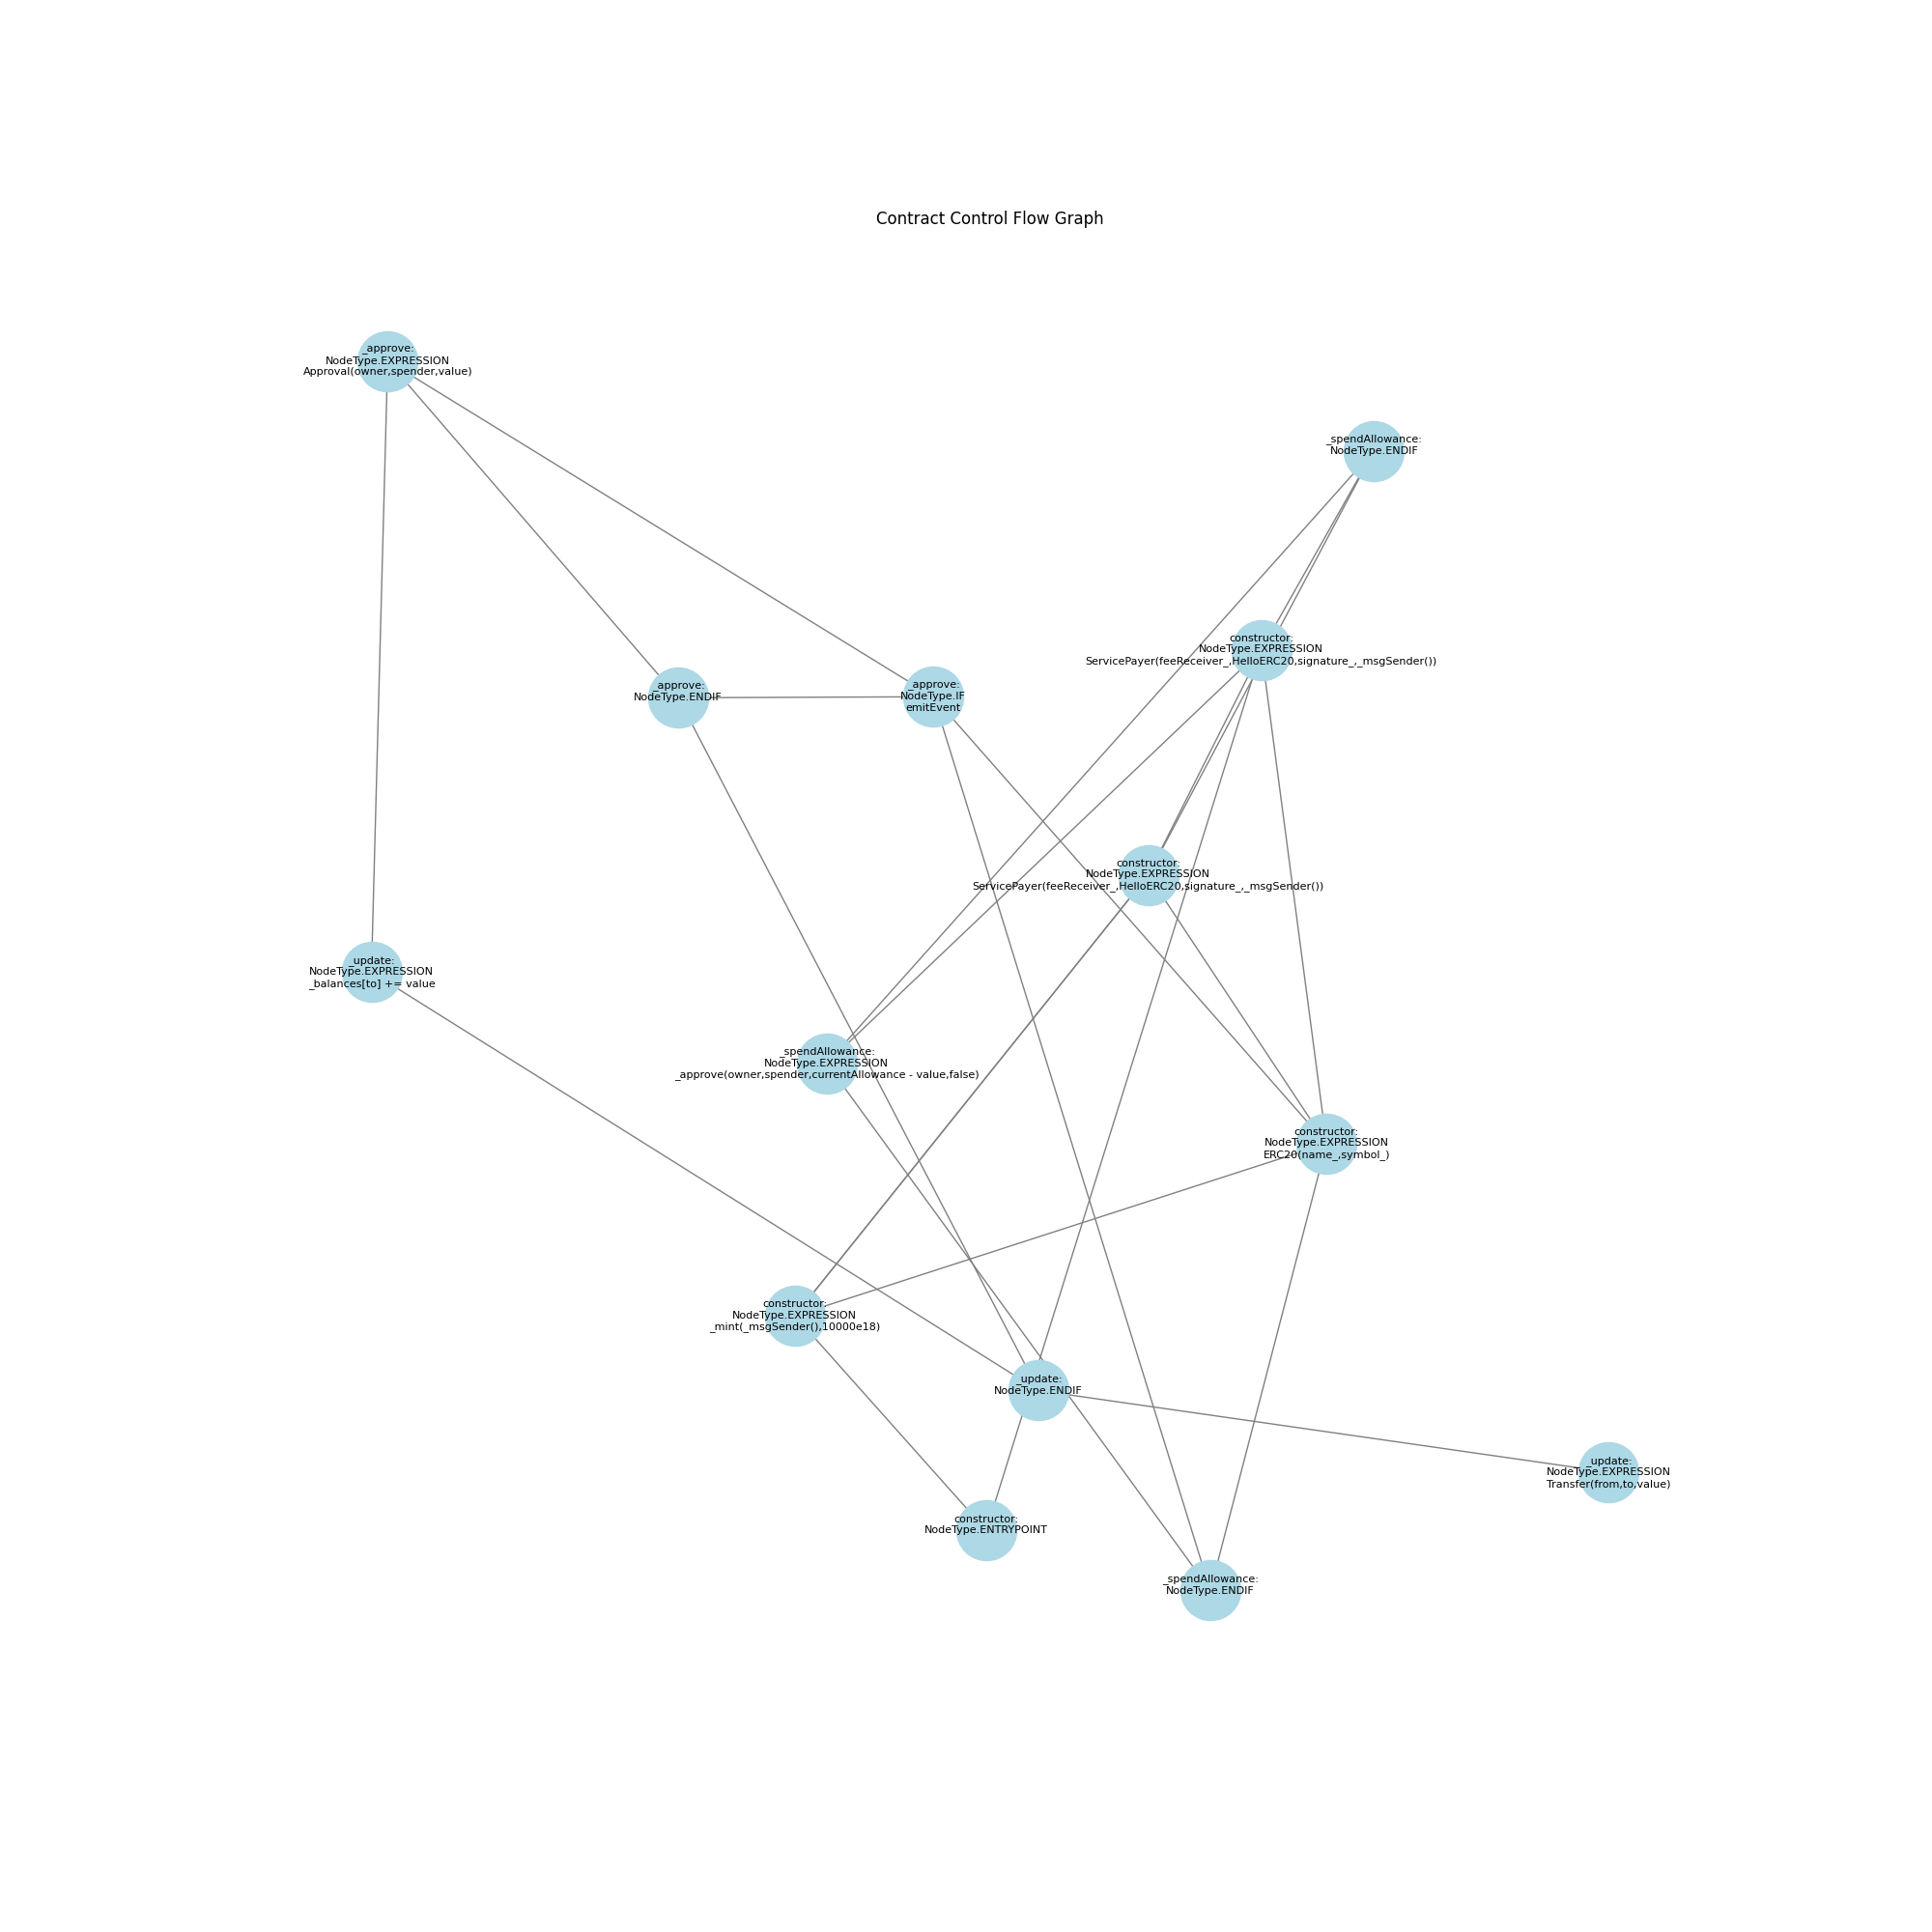 Contract Control Flow Graph
_approve:
NodeType.EXPRESSION
Approval(owner,spender,value)
_spendAllowance:
NodeType.ENDIF
constructor:
NodeType.EXPRESSION
ServicePayer(feeReceiver_,HelloERC20,signature_,_msgSender())
_approve:
NodeType.ENDIF
_approve:
NodeType.IF
emitEvent
constructor:
NodeType.EXPRESSION
ServicePayer(feeReceiver_,HelloERC20,signature_,_msgSender())
_update:
NodeType.EXPRESSION
_balances[to] += value
_spendAllowance:
NodeType.EXPRESSION
_approve(owner,spender,currentAllowance - value,false)
constructor:
NodeType.EXPRESSION
ERC20(name_,symbol_)
constructor:
NodeType.EXPRESSION
_mint(_msgSender(),10000e18)
_update:
NodeType.ENDIF
_update:
NodeType.EXPRESSION
Transfer(from,to,value)
constructor:
NodeType.ENTRYPOINT
_spendAllowance:
NodeType.ENDIF